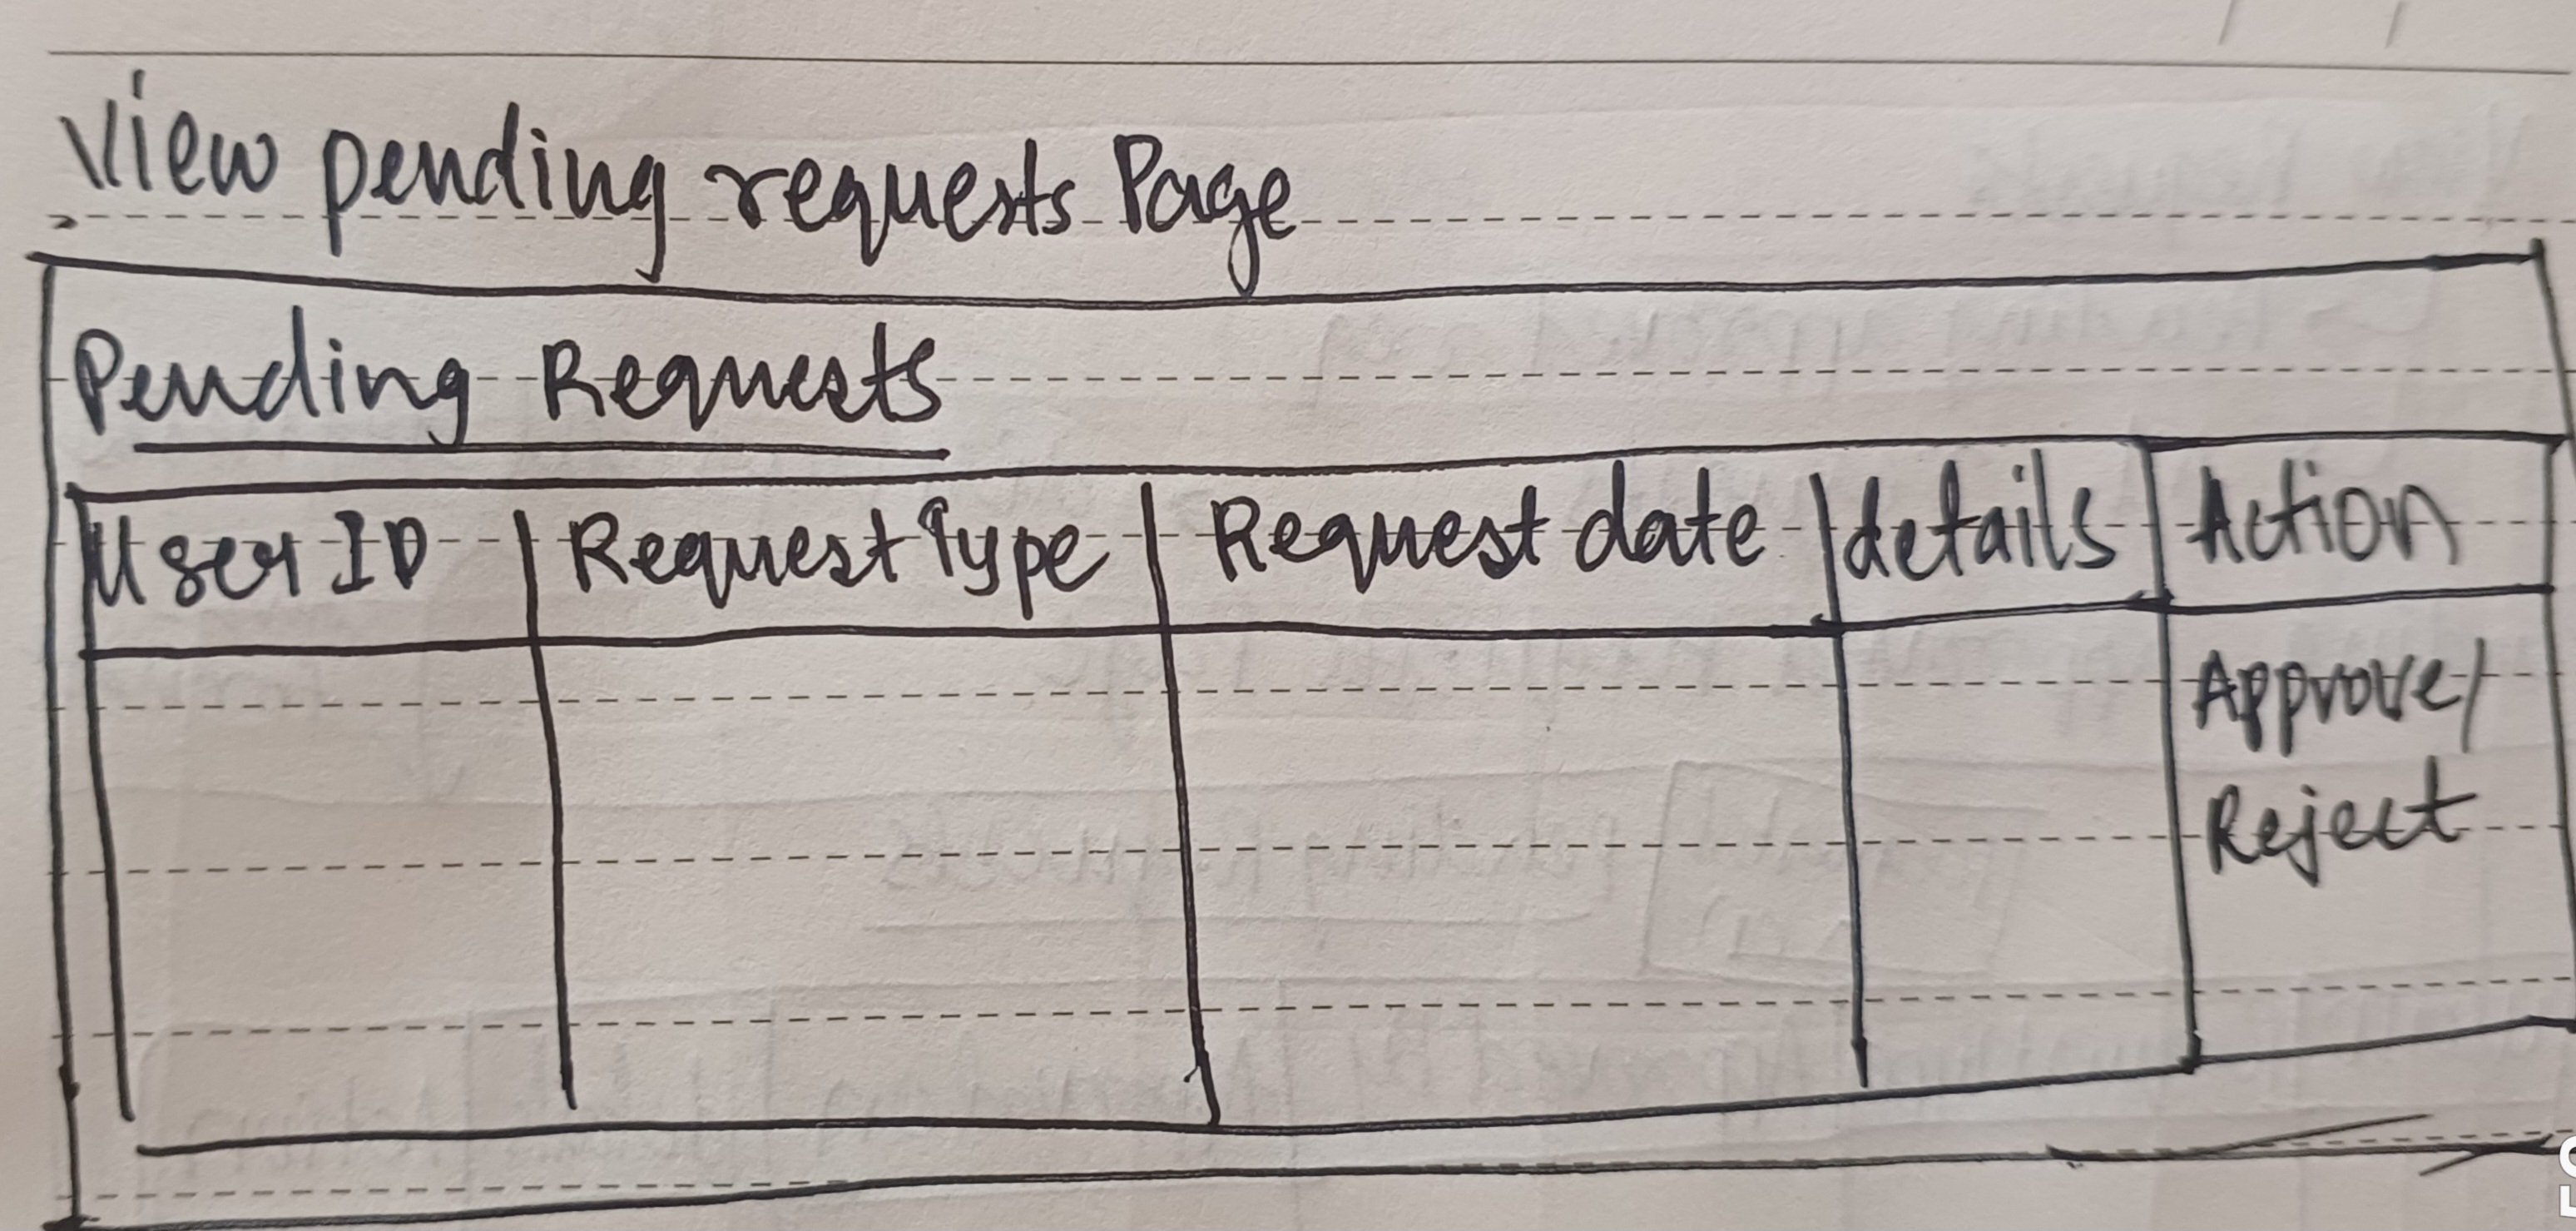 View pending requests Page
Pending Requests
User ID Request Type Request date details Action
Approve/
Reject